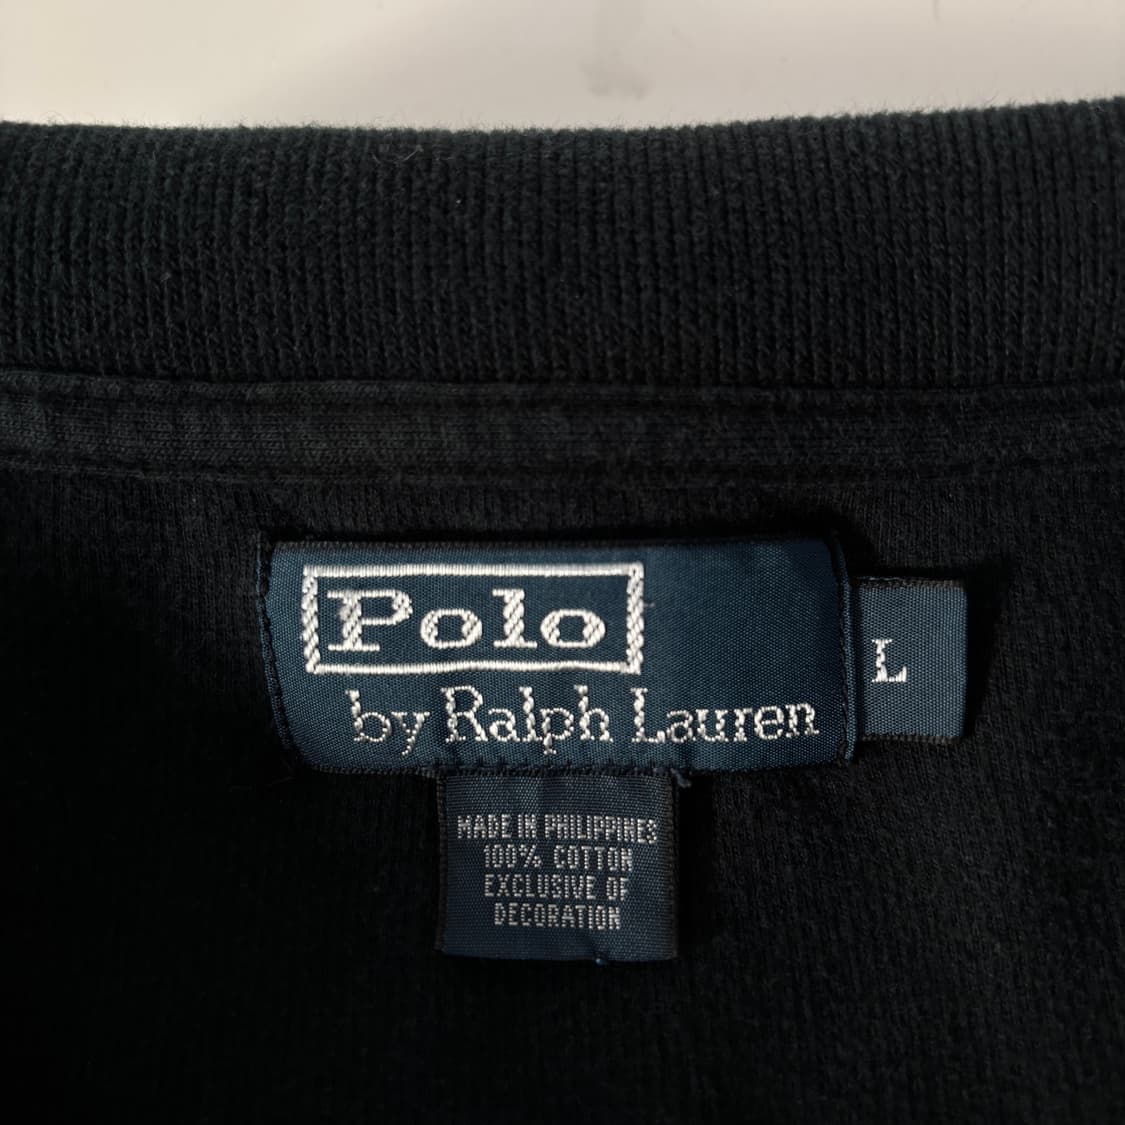 Polo
by Ralph Lauren
L
MADE IN PHILIPPINES
100% COTTON
EXCLUSIVE OF
DECORATION